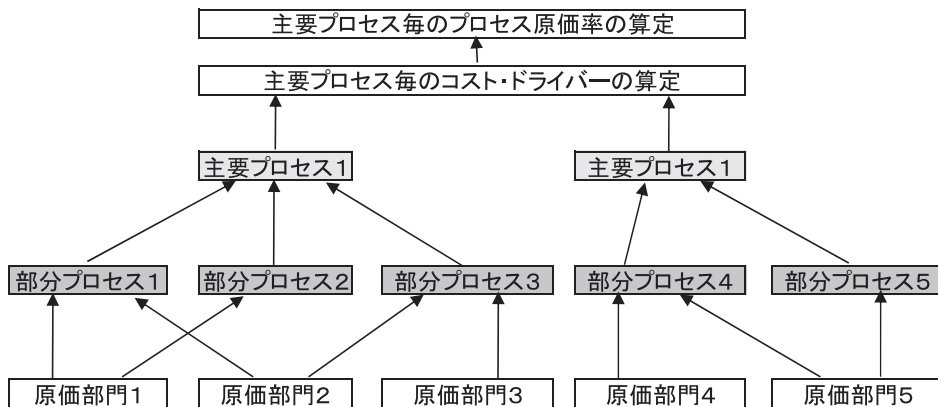 主要プロセス毎のプロセス原価率の算定
主要プロセス毎のコスト・ドライバーの算定
主要プロセス1 主要プロセス1
部分プロセス1 部分プロセス2 部分プロセス3 部分プロセス4 部分プロセス5
原価部門1 原価部門2 原価部門3 原価部門4 原価部門5